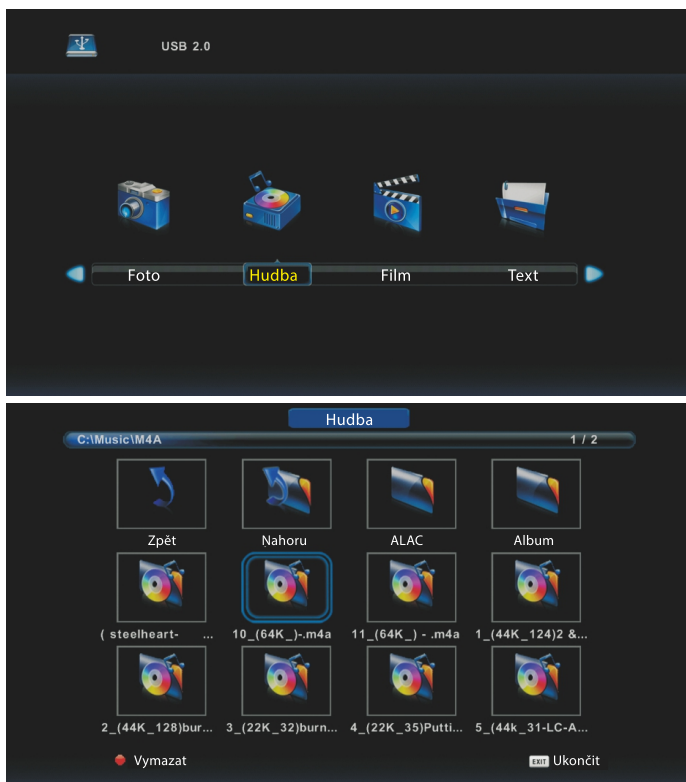 USB 2.0
Foto Hudba Film Text
Hudba
C:\Music\M4A 1 / 2
Zpět Nahoru ALAC Album
( steelheart- ... 10_(64K_)-.m4a 11_(64K_) - .m4a 1_(44K_124)2 &...
2_(44K_128)bur... 3_(22K_32)burn... 4_(22K_35)Putti... 5_(44k_31-LC-A...
Vymazat EXIT Ukončit